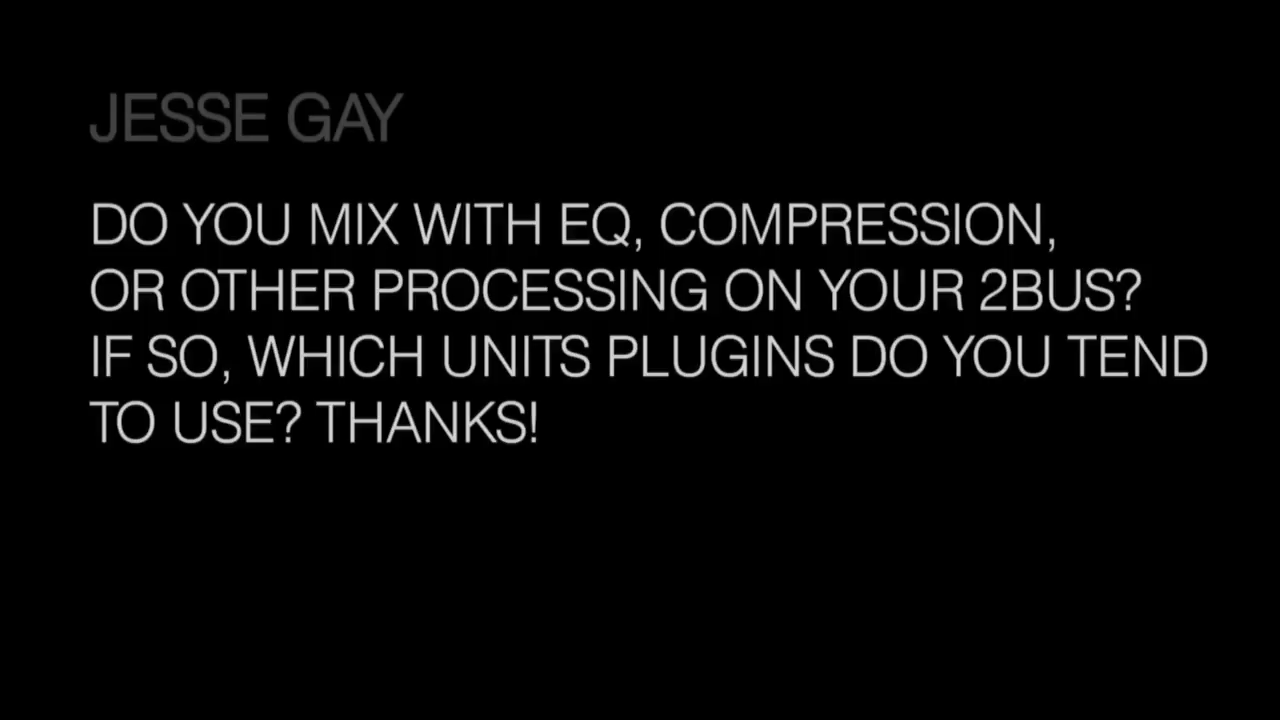 JESSE GAY
DO YOU MIX WITH EQ, COMPRESSION,
OR OTHER PROCESSING ON YOUR 2BUS?
IF SO, WHICH UNITS PLUGINS DO YOU TEND
TO USE? THANKS!